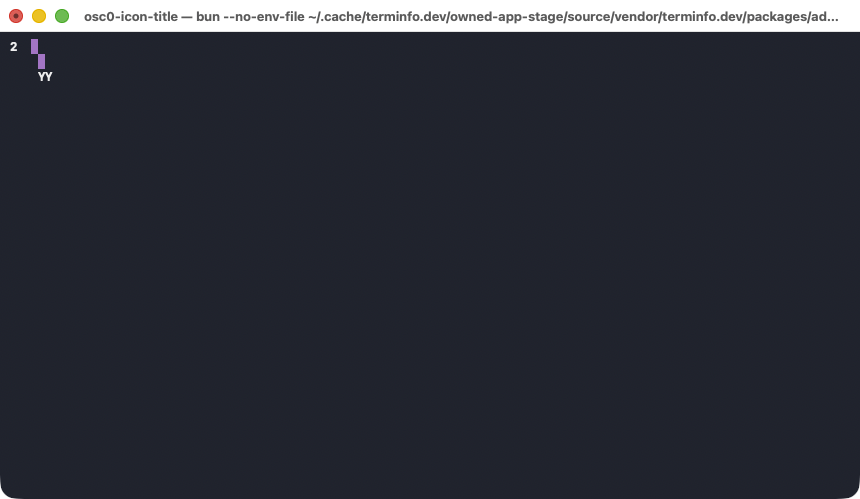 osc0-icon-title — bun --no-env-file ~/.cache/terminfo.dev/owned-app-stage/source/vendor/terminfo.dev/packages/ad...
2
YY